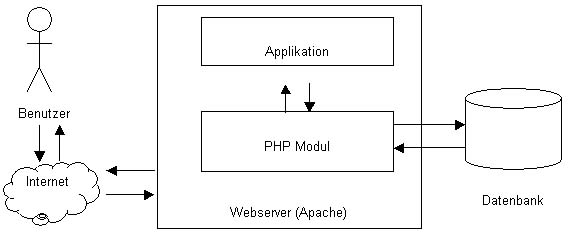 Applikation
Benutzer
PHP Modul
Internet
Webserver (Apache)
Datenbank